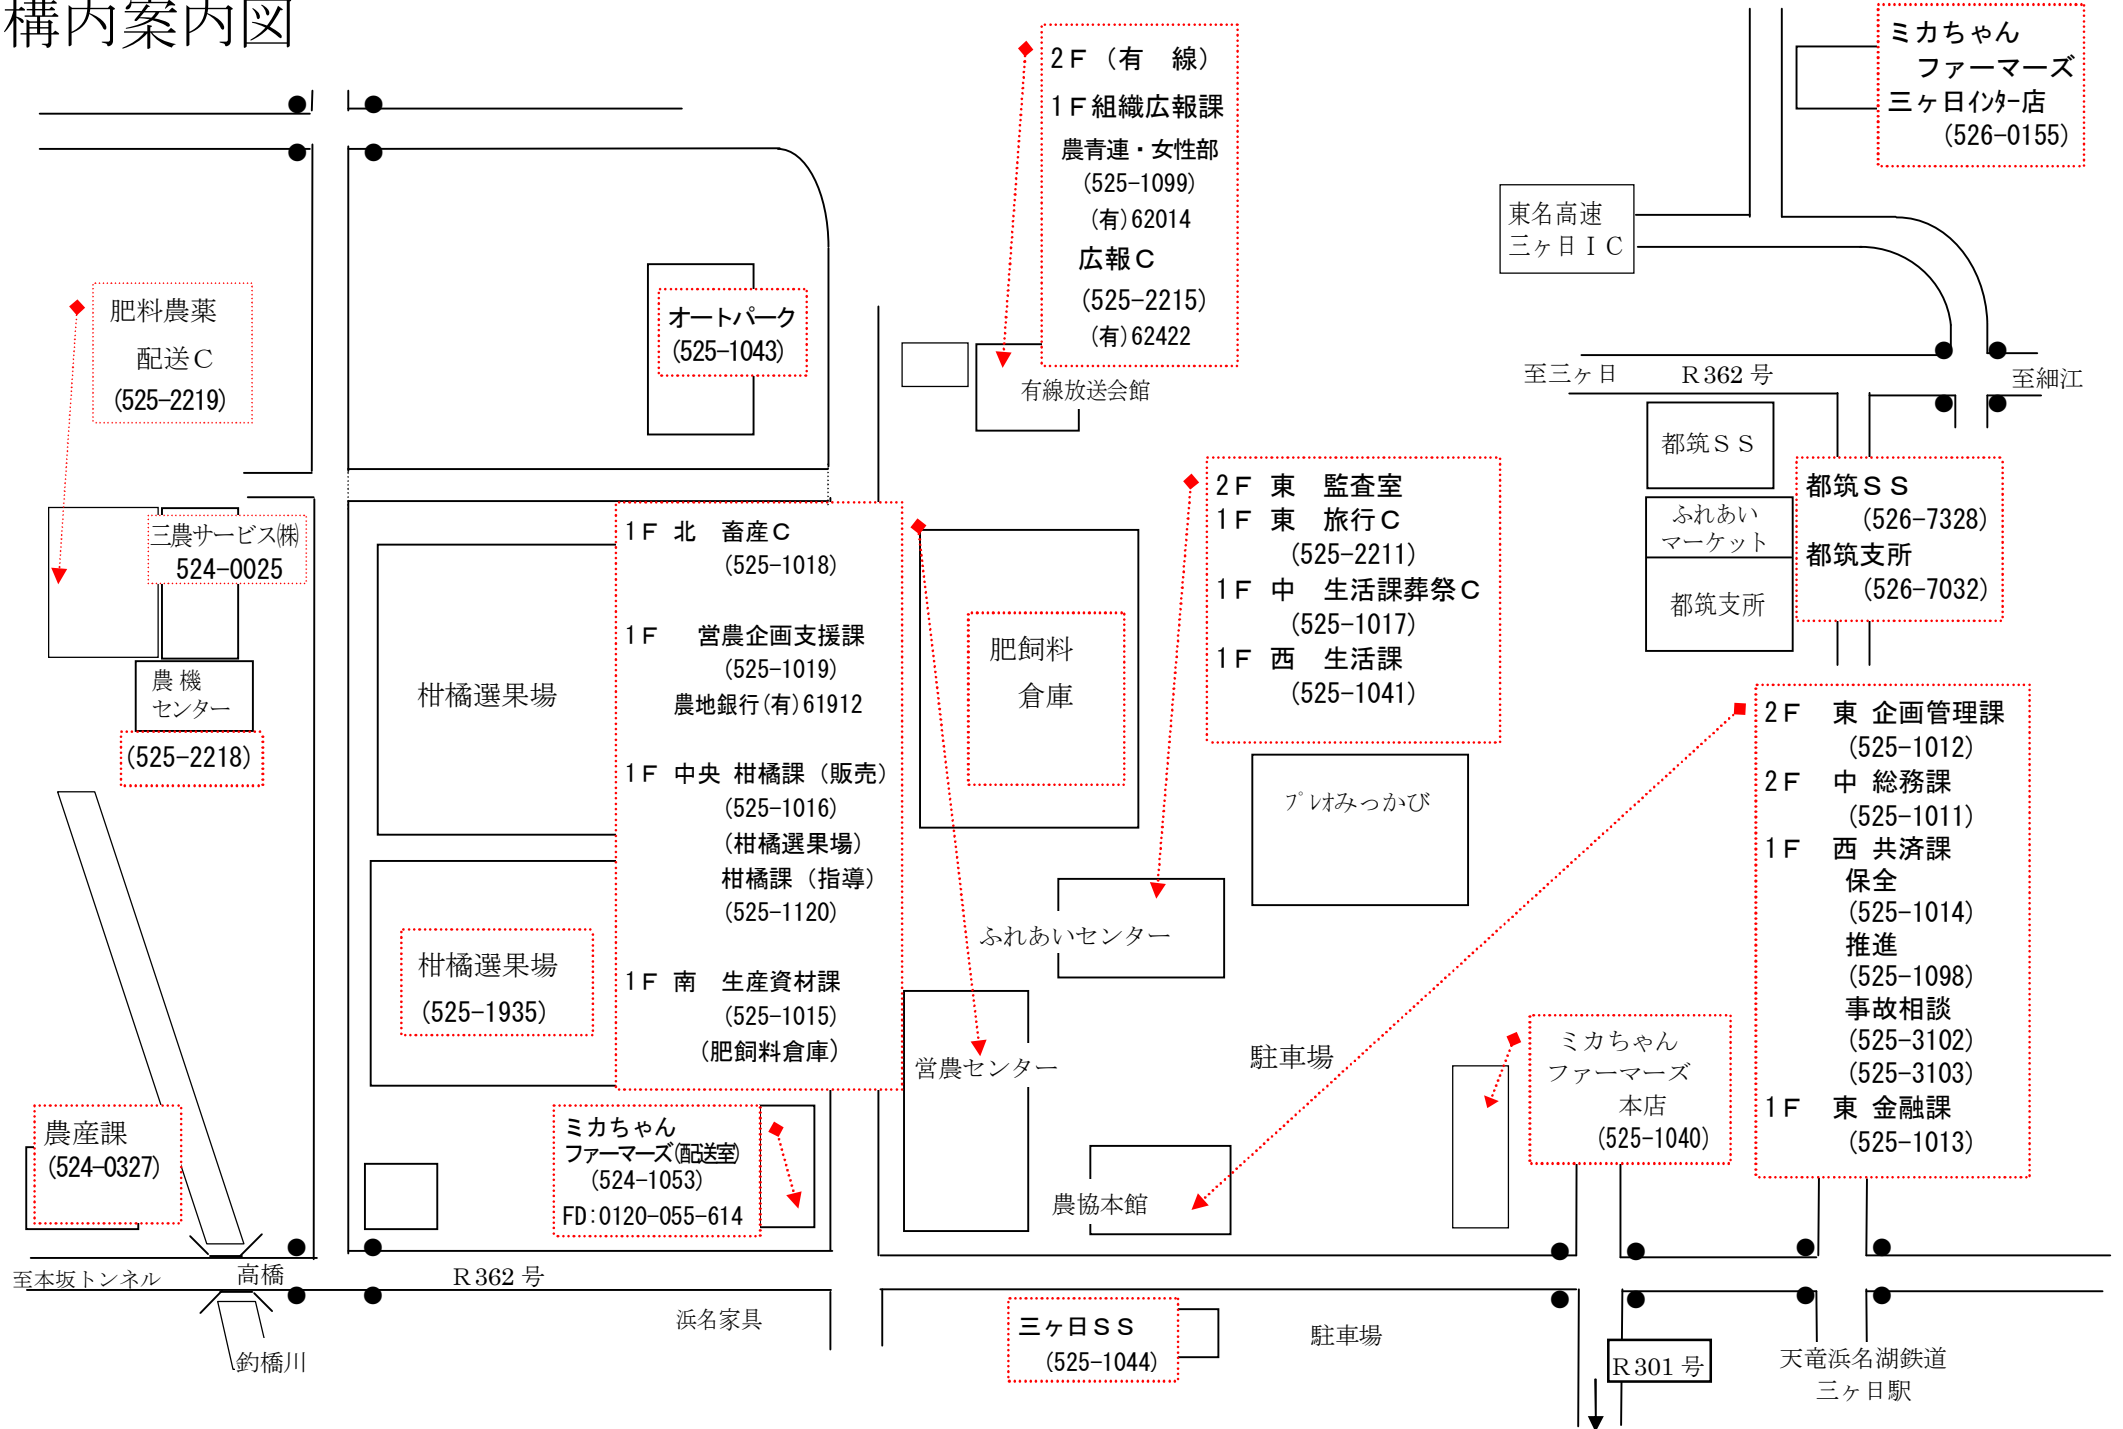 構内案内図
2F（有　線）
1F組織広報課
農青連・女性部
(525-1099)
(有)62014
広報C
(525-2215)
(有)62422
有線放送会館
ミカちゃん
ファーマーズ
三ヶ日ｲﾝﾀｰ店
(526-0155)
東名高速
三ヶ日ＩＣ
至三ヶ日
R362号
至細江
肥料農薬
配送C
(525-2219)
オートパーク
(525-1043)
三農サービス㈱
524-0025
農機
センター
(525-2218)
柑橘選果場
1F 北　畜産C
(525-1018)
1F　営農企画支援課
(525-1019)
農地銀行(有)61912
1F 中央 柑橘課（販売）
(525-1016)
(柑橘選果場)
柑橘課（指導）
(525-1120)
1F 南　生産資材課
(525-1015)
(肥飼料倉庫)
柑橘選果場
(525-1935)
肥飼料
倉庫
2F 東　監査室
1F 東　旅行C
(525-2211)
1F 中　生活課葬祭C
(525-1017)
1F 西　生活課
(525-1041)
都筑ＳＳ
ふれあい
マーケット
都筑支所
都筑ＳＳ
(526-7328)
都筑支所
(526-7032)
ﾌﾟﾚｵみっかび
ふれあいセンター
2F　東 企画管理課
(525-1012)
2F　中 総務課
(525-1011)
1F　西 共済課
保全
(525-1014)
推進
(525-1098)
事故相談
(525-3102)
(525-3103)
1F　東 金融課
(525-1013)
営農センター
駐車場
ミカちゃん
ファーマーズ
本店
(525-1040)
農協本館
農産課
(524-0327)
ミカちゃん
ファーマーズ(配送室)
(524-1053)
FD:0120-055-614
至本坂トンネル
高橋
R362号
釣橋川
浜名家具
三ヶ日ＳＳ
(525-1044)
駐車場
R301号
天竜浜名湖鉄道
三ヶ日駅